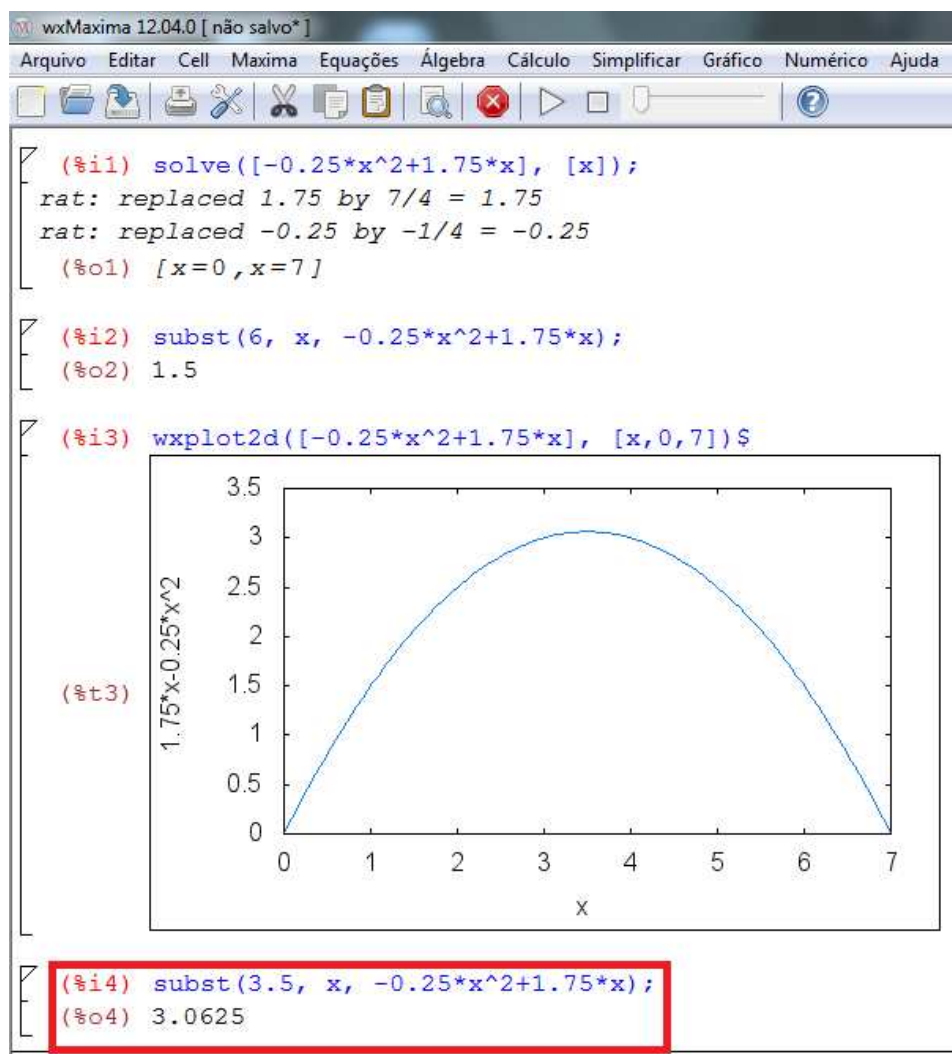 wxMaxima 12.04.0 [ não salvo* ]
Arquivo Editar Cell Maxima Equações Álgebra Cálculo Simplificar Gráfico Numérico Ajuda
(%i1) solve([-0.25*x^2+1.75*x], [x]);
rat: replaced 1.75 by 7/4 = 1.75
rat: replaced -0.25 by -1/4 = -0.25
(%o1) [x=0,x=7]
(%i2) subst(6, x, -0.25*x^2+1.75*x);
(%o2) 1.5
(%i3) wxplot2d([-0.25*x^2+1.75*x], [x,0,7])$
(%t3)
1.75*x-0.25*x^2
3.5
3
2.5
2
1.5
1
0.5
0
0 1 2 3 4 5 6 7
x
(%i4) subst(3.5, x, -0.25*x^2+1.75*x);
(%o4) 3.0625